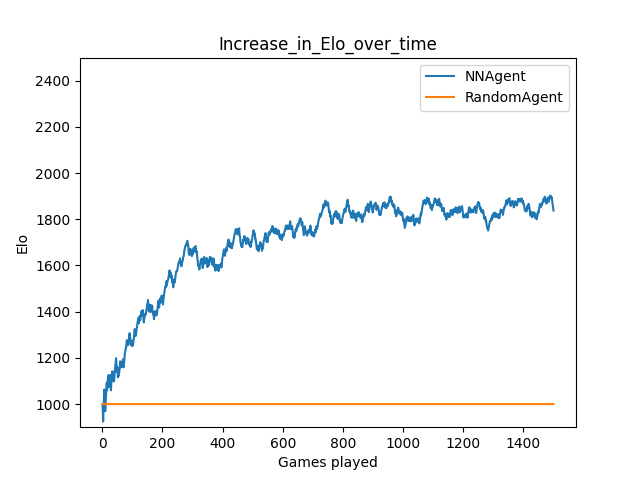 Increase_in_Elo_over_time
NNAgent
RandomAgent
2400
2200
2000
1800
1600
1400
1200
1000
Elo
0 200 400 600 800 1000 1200 1400
Games played